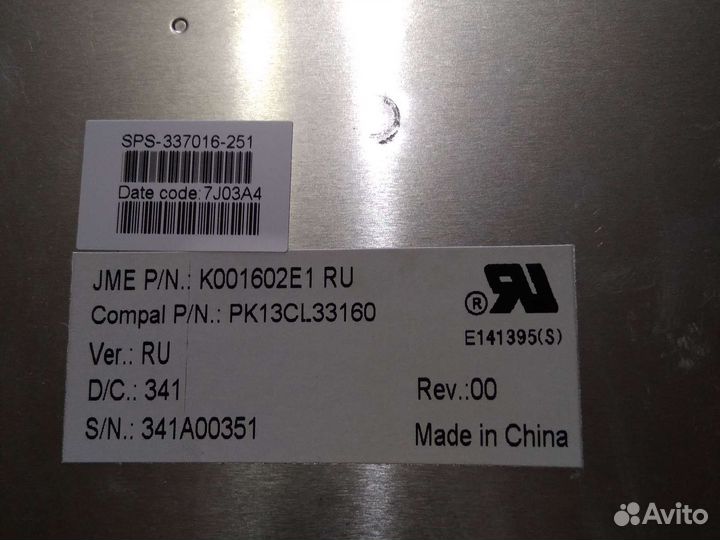 SPS-337016-251
Date code:7J03A4
JME P/N.: K001602E1 RU
Compal P/N.: PK13CL33160
Ver.: RU
D/C.: 341
S/N.: 341A00351
® RU
E141395(S)
Rev.:00
Made in China
Avito